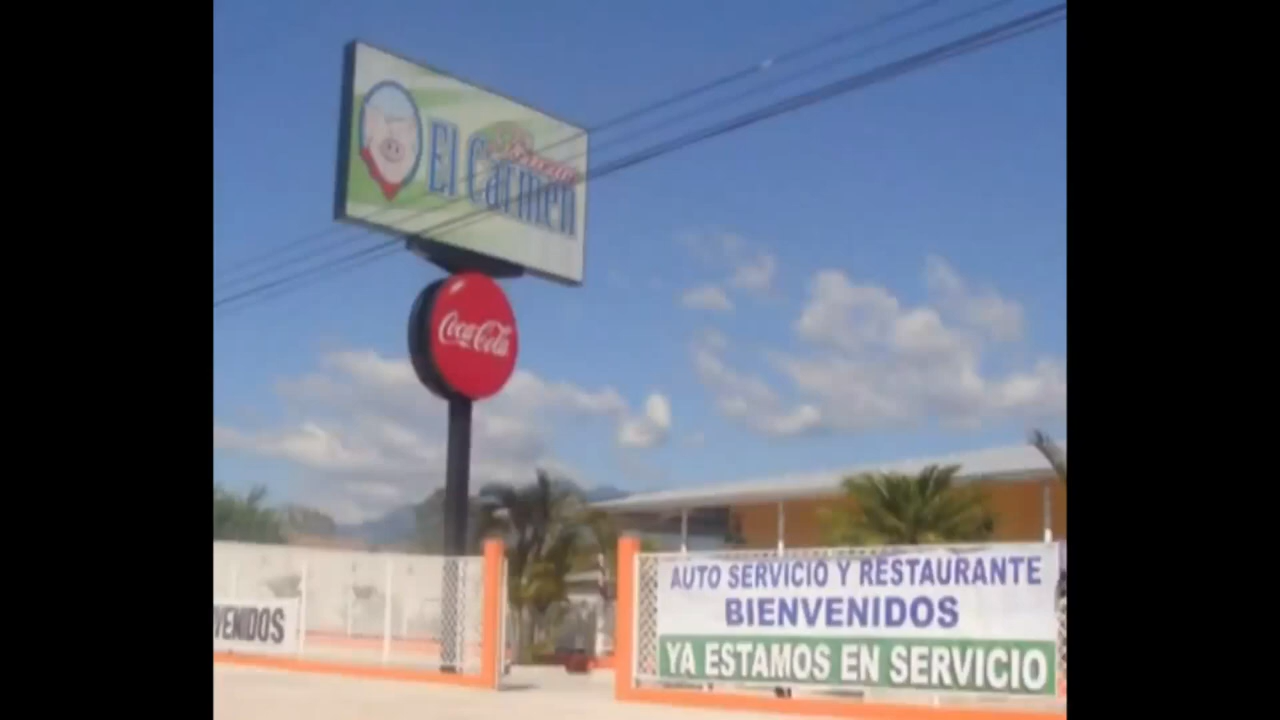 El Carmen
Coca-Cola
VENIDOS
AUTO SERVICIO Y RESTAURANTE
BIENVENIDOS
YA ESTAMOS EN SERVICIO